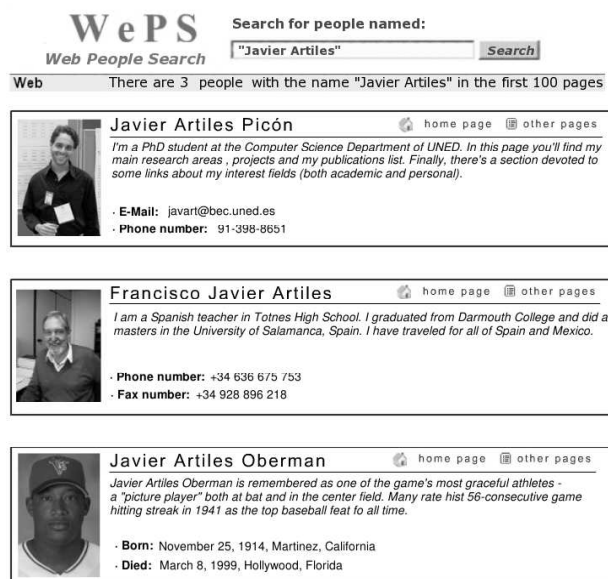 WePS
Web People Search
Search for people named:
"Javier Artiles"
Search
Web There are 3 people with the name "Javier Artiles" in the first 100 pages
Javier Artiles Picón home page other pages
I'm a PhD student at the Computer Science Department of UNED. In this page you'll find my
main research areas , projects and my publications list. Finally, there's a section devoted to
some links about my interest fields (both academic and personal).
· E-Mail: javart@bec.uned.es
· Phone number: 91-398-8651
Francisco Javier Artiles home page other pages
I am a Spanish teacher in Totnes High School. I graduated from Darmouth College and did a
masters in the University of Salamanca, Spain. I have traveled for all of Spain and Mexico.
· Phone number: +34 636 675 753
· Fax number: +34 928 896 218
Javier Artiles Oberman home page other pages
Javier Artiles Oberman is remembered as one of the game's most graceful athletes -
a "picture player" both at bat and in the center field. Many rate hist 56-consecutive game
hitting streak in 1941 as the top baseball feat fo all time.
· Born: November 25, 1914, Martinez, California
· Died: March 8, 1999, Hollywood, Florida